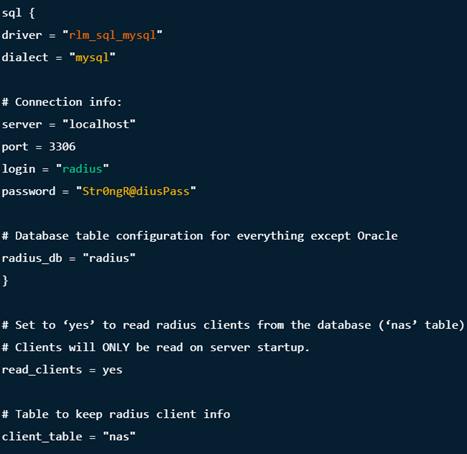 sql {
driver = "rlm_sql_mysql"
dialect = "mysql"
# Connection info:
server = "localhost"
port = 3306
login = "radius"
password = "Str0ngR@diusPass"
# Database table configuration for everything except Oracle
radius_db = "radius"
}
# Set to ‘yes’ to read radius clients from the database (‘nas’ table)
# Clients will ONLY be read on server startup.
read_clients = yes
# Table to keep radius client info
client_table = "nas"